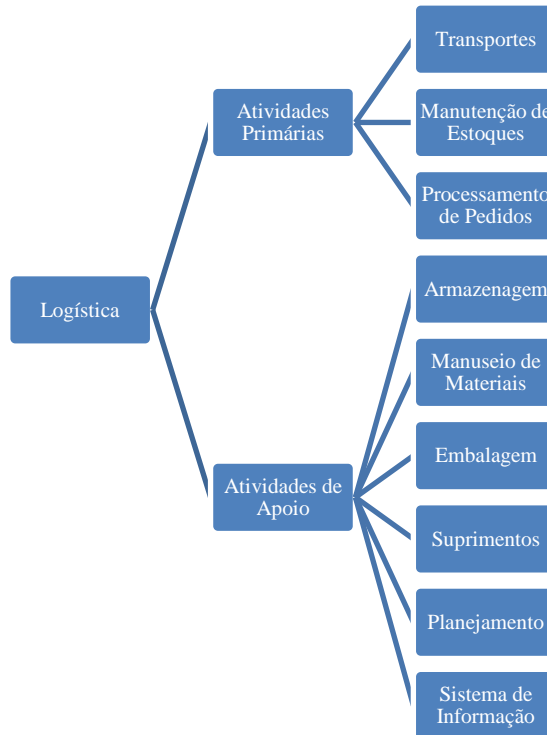 Transportes
Atividades
Primárias
Manutenção de
Estoques
Processamento
de Pedidos
Logística
Armazenagem
Manuseio de
Materiais
Embalagem
Atividades de
Apoio
Suprimentos
Planejamento
Sistema de
Informação